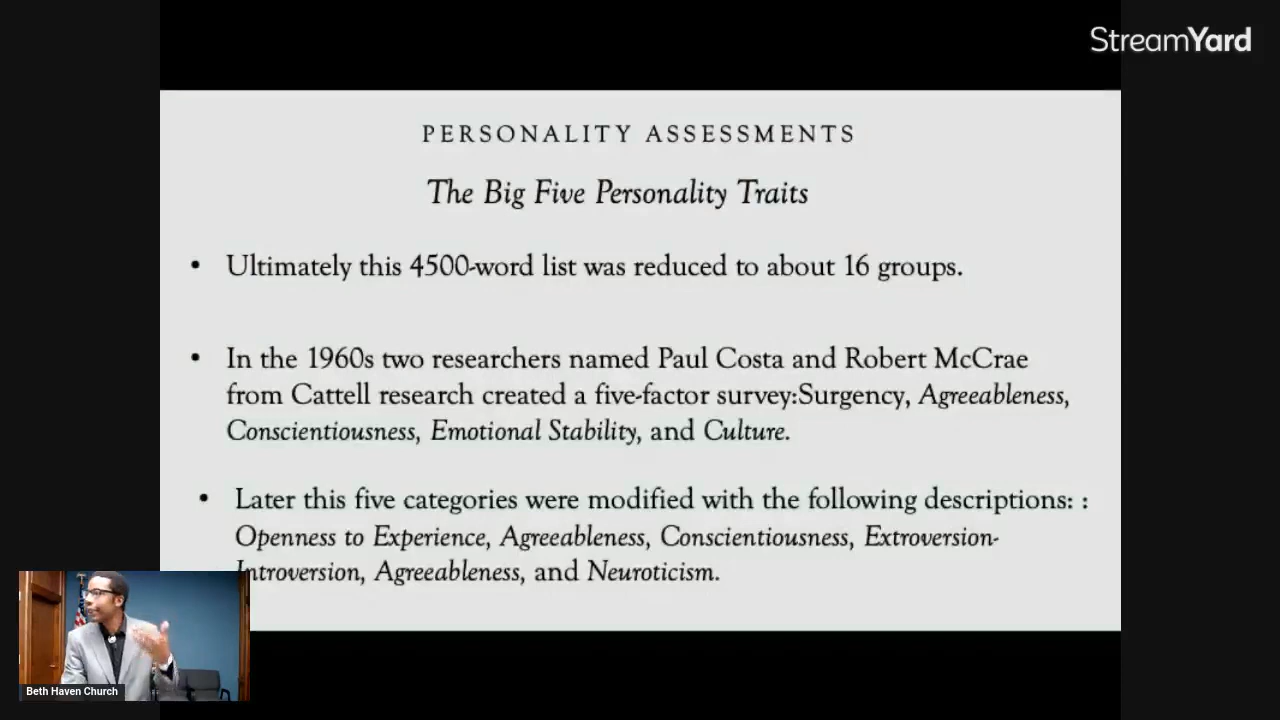 StreamYard
PERSONALITY ASSESSMENTS
The Big Five Personality Traits
• Ultimately this 4500-word list was reduced to about 16 groups.
• In the 1960s two researchers named Paul Costa and Robert McCrae
from Cattell research created a five-factor survey:Surgency, Agreeableness,
Conscientiousness, Emotional Stability, and Culture.
• Later this five categories were modified with the following descriptions: :
Openness to Experience, Agreeableness, Conscientiousness, Extroversion-
Introversion, Agreeableness, and Neuroticism.
Beth Haven Church